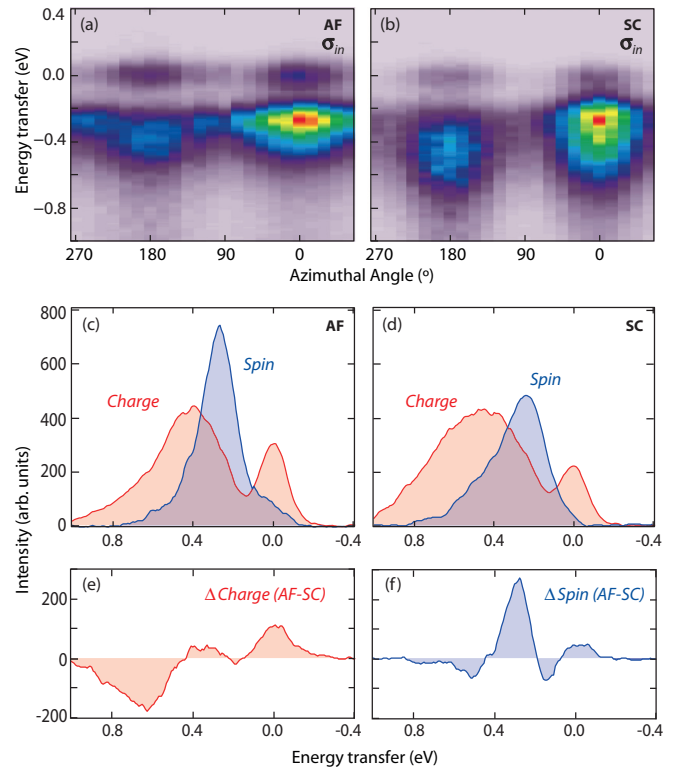 (a) AF
σin
(b) SC
σin
Energy transfer (eV)
0.4
0.0
−0.4
−0.8
270 180 90 0
270 180 90 0
Azimuthal Angle (º)
Intensity (arb. units)
(c) AF
Spin
Charge
800
600
400
200
0
0.8 0.4 0.0 -0.4
(d) SC
Spin
Charge
0.8 0.4 0.0 -0.4
(e) Δ Charge (AF-SC)
200
0
-200
0.8 0.4 0.0 -0.4
(f) Δ Spin (AF-SC)
0.8 0.4 0.0 -0.4
Energy transfer (eV)